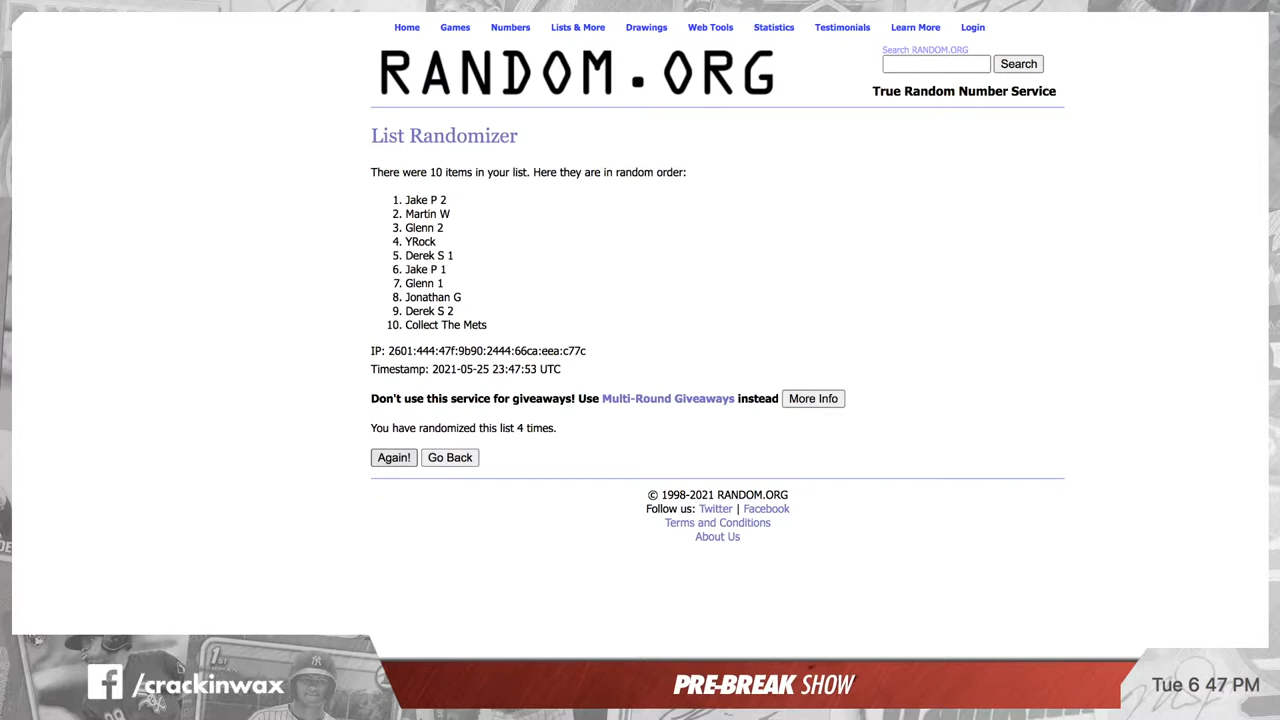 Home Games Numbers Lists & More Drawings Web Tools Statistics Testimonials Learn More Login
RANDOM.ORG
Search RANDOM.ORG
Search
True Random Number Service
List Randomizer
There were 10 items in your list. Here they are in random order:
1. Jake P 2
2. Martin W
3. Glenn 2
4. YRock
5. Derek S 1
6. Jake P 1
7. Glenn 1
8. Jonathan G
9. Derek S 2
10. Collect The Mets
IP: 2601:444:47f:9b90:2444:66ca:eea:c77c
Timestamp: 2021-05-25 23:47:53 UTC
Don't use this service for giveaways! Use Multi-Round Giveaways instead More Info
You have randomized this list 4 times.
Again! Go Back
© 1998-2021 RANDOM.ORG
Follow us: Twitter | Facebook
Terms and Conditions
About Us
/crackinwax
PRE-BREAK SHOW
Tue 6 47 PM